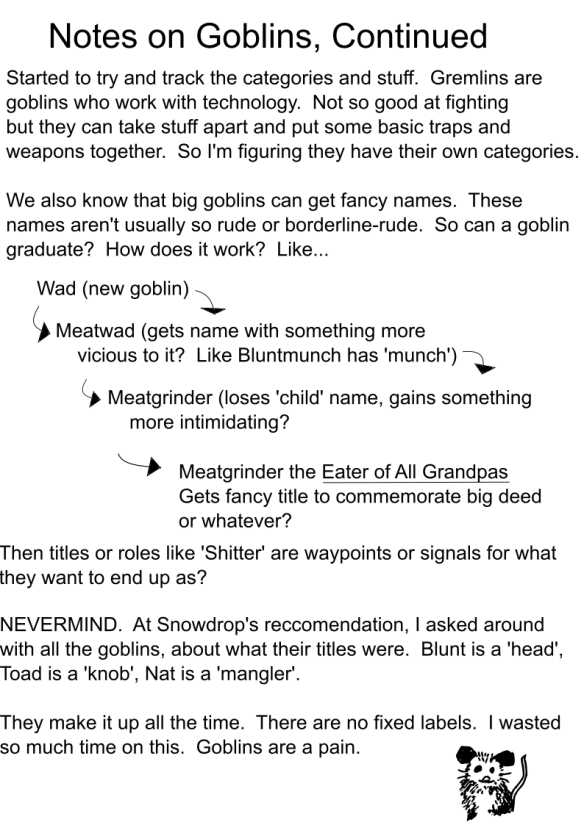 Notes on Goblins, Continued
Started to try and track the categories and stuff.  Gremlins are
goblins who work with technology.  Not so good at fighting
but they can take stuff apart and put some basic traps and
weapons together.  So I'm figuring they have their own categories.
We also know that big goblins can get fancy names.  These
names aren't usually so rude or borderline-rude.  So can a goblin
graduate?  How does it work?  Like...
Wad (new goblin)
Meatwad (gets name with something more
vicious to it?  Like Bluntmunch has 'munch')
Meatgrinder (loses 'child' name, gains something
more intimidating?
Meatgrinder the Eater of All Grandpas
Gets fancy title to commemorate big deed
or whatever?
Then titles or roles like 'Shitter' are waypoints or signals for what
they want to end up as?
NEVERMIND.  At Snowdrop's reccomendation, I asked around
with all the goblins, about what their titles were.  Blunt is a 'head',
Toad is a 'knob', Nat is a 'mangler'.
They make it up all the time.  There are no fixed labels.  I wasted
so much time on this.  Goblins are a pain.